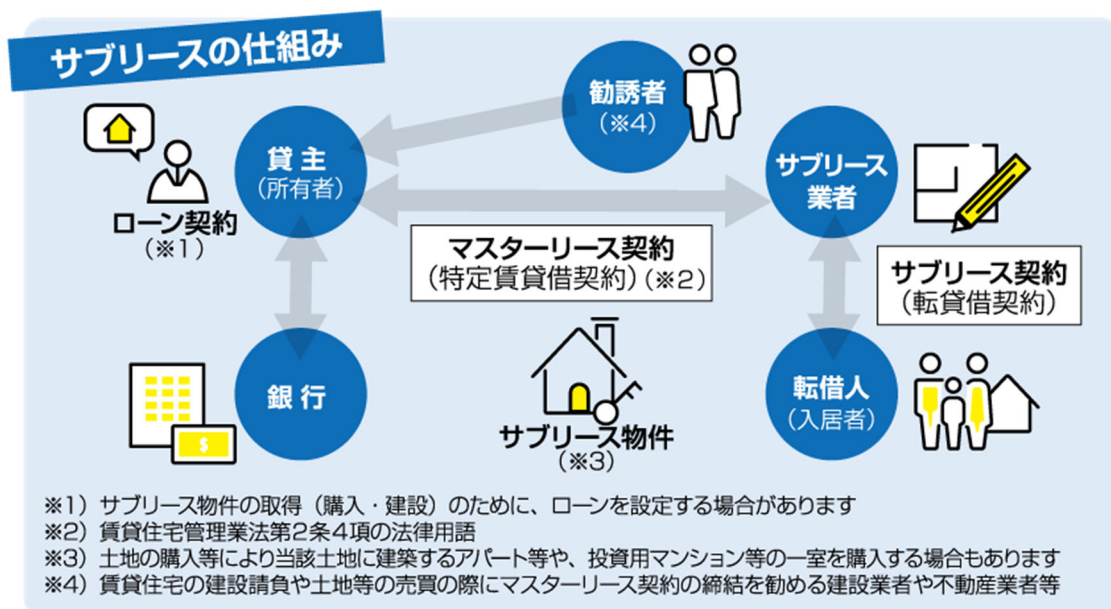 サブリースの仕組み
勧誘者
(※4)
貸主
(所有者)
サブリース
業者
ローン契約
(※1)
マスターリース契約
(特定賃貸借契約)(※2)
サブリース契約
(転貸借契約)
銀行
$
サブリース物件
(※3)
転借人
(入居者)
※1)サブリース物件の取得(購入・建設)のために、ローンを設定する場合があります
※2)賃貸住宅管理業法第2条4項の法律用語
※3)土地の購入等により当該土地に建築するアパート等や、投資用マンション等の一室を購入する場合もあります
※4)賃貸住宅の建設請負や土地等の売買の際にマスターリース契約の締結を勧める建設業者や不動産業者等